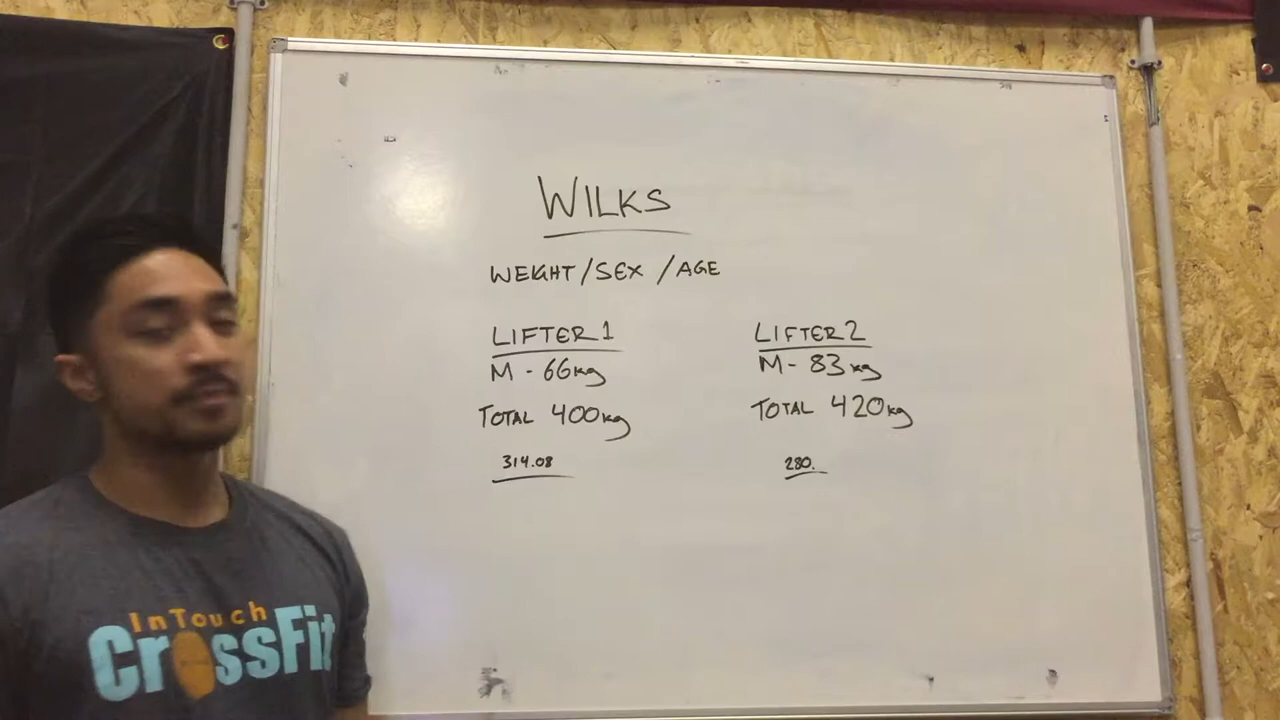 WILKS
WEIGHT/SEX/AGE
LIFTER 1
M - 66kg
TOTAL 400kg
314.08
LIFTER 2
M - 83kg
TOTAL 420kg
280.
InTouch
CrossFit